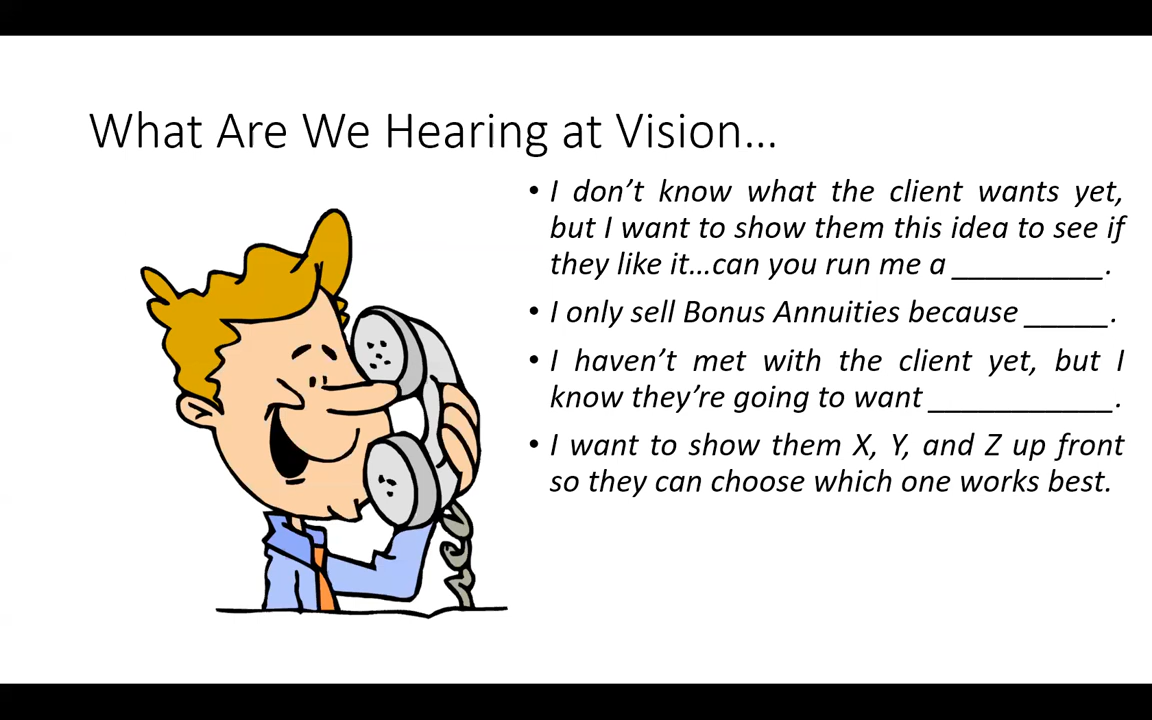 What Are We Hearing at Vision...
• I don’t know what the client wants yet,
but I want to show them this idea to see if
they like it...can you run me a _________.
• I only sell Bonus Annuities because _____.
• I haven’t met with the client yet, but I
know they’re going to want ___________.
• I want to show them X, Y, and Z up front
so they can choose which one works best.